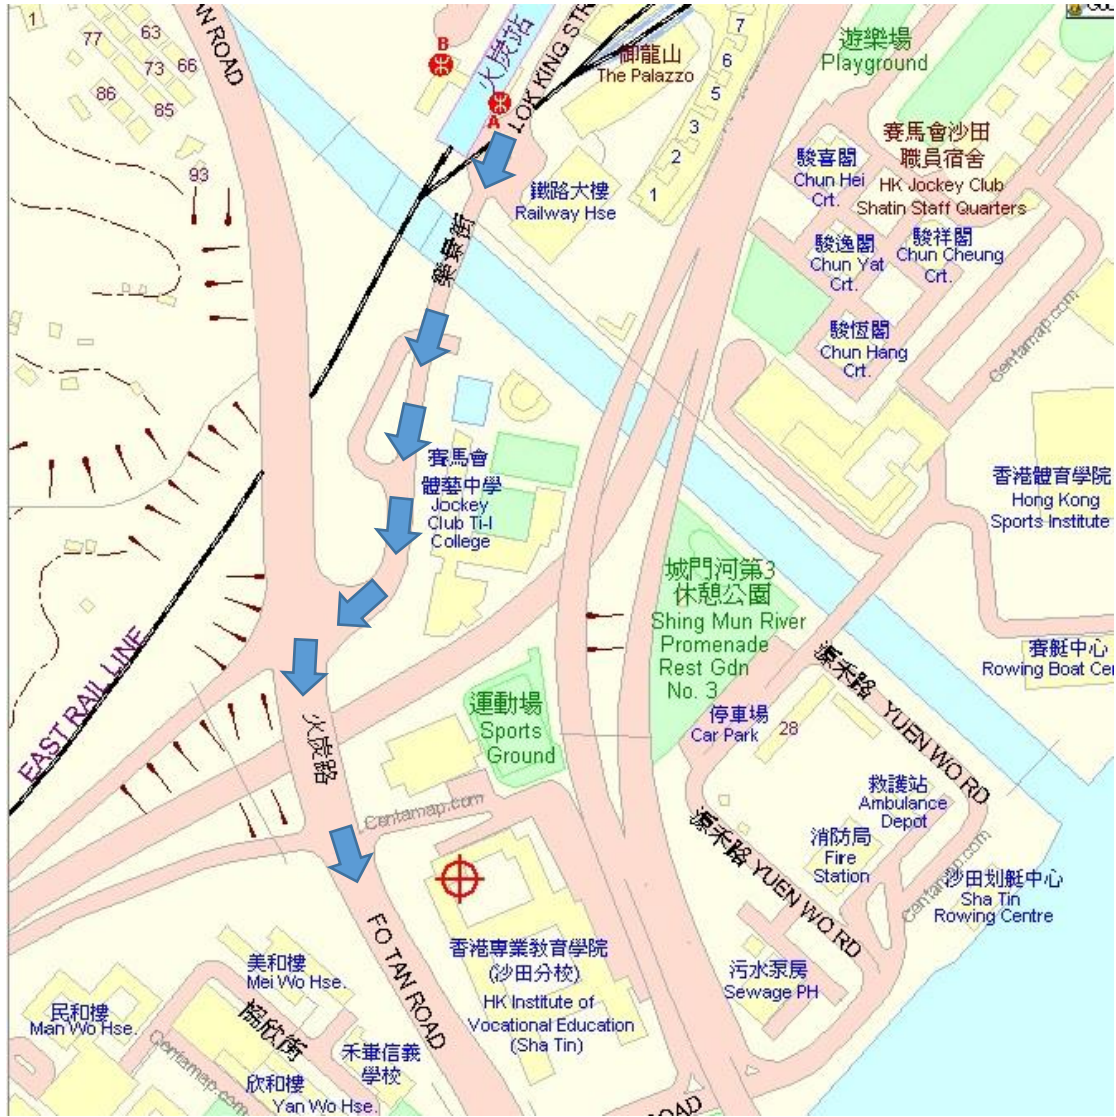 1
77
63
73
66
86
85
93
AN ROAD
B
火炭站
A
LOK KING STR
御龍山
The Palazzo
7
6
5
3
2
1
遊樂場
Playground
賽馬會沙田
職員宿舍
HK Jockey Club
Shatin Staff Quarters
駿喜閣
Chun Hei
Crt.
駿逸閣
Chun Yat
Crt.
駿祥閣
Chun Cheung
Crt.
駿恆閣
Chun Hang
Crt.
鐵路大樓
Railway Hse
樂景街
Centamap.com
賽馬會
體藝中學
Jockey
Club Ti-I
College
香港體育學院
Hong Kong
Sports Institute
城門河第3
休憩公園
Shing Mun River
Promenade
Rest Gdn
No. 3
賽艇中心
Rowing Boat Cen
EAST RAIL LINE
運動場
Sports
Ground
停車場
Car Park
28
源禾路 YUEN WO RD
火炭路
Centamap.com
救護站
Ambulance
Depot
消防局
Fire
Station
源禾路 YUEN WO RD
Centamap.com
沙田划艇中心
Sha Tin
Rowing Centre
FO TAN ROAD
香港專業教育學院
(沙田分校)
HK Institute of
Vocational Education
(Sha Tin)
污水泵房
Sewage PH
美和樓
Mei Wo Hse.
民和樓
Man Wo Hse.
協欣街
Centamap.com
禾輋信義
學校
欣和樓
Yan Wo Hse.
OAD